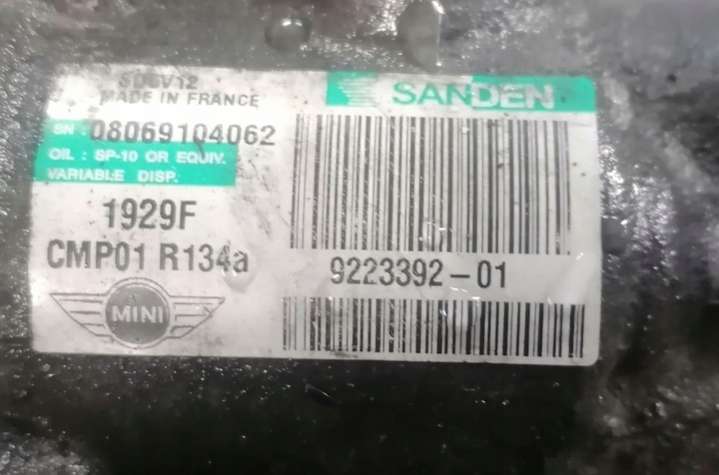 SD6V12
MADE IN FRANCE
SANDEN
SN : 08069104062
OIL : SP-10 OR EQUIV.
VARIABLE DISP.
1929F
CMP01 R134a
9223392-01
MINI